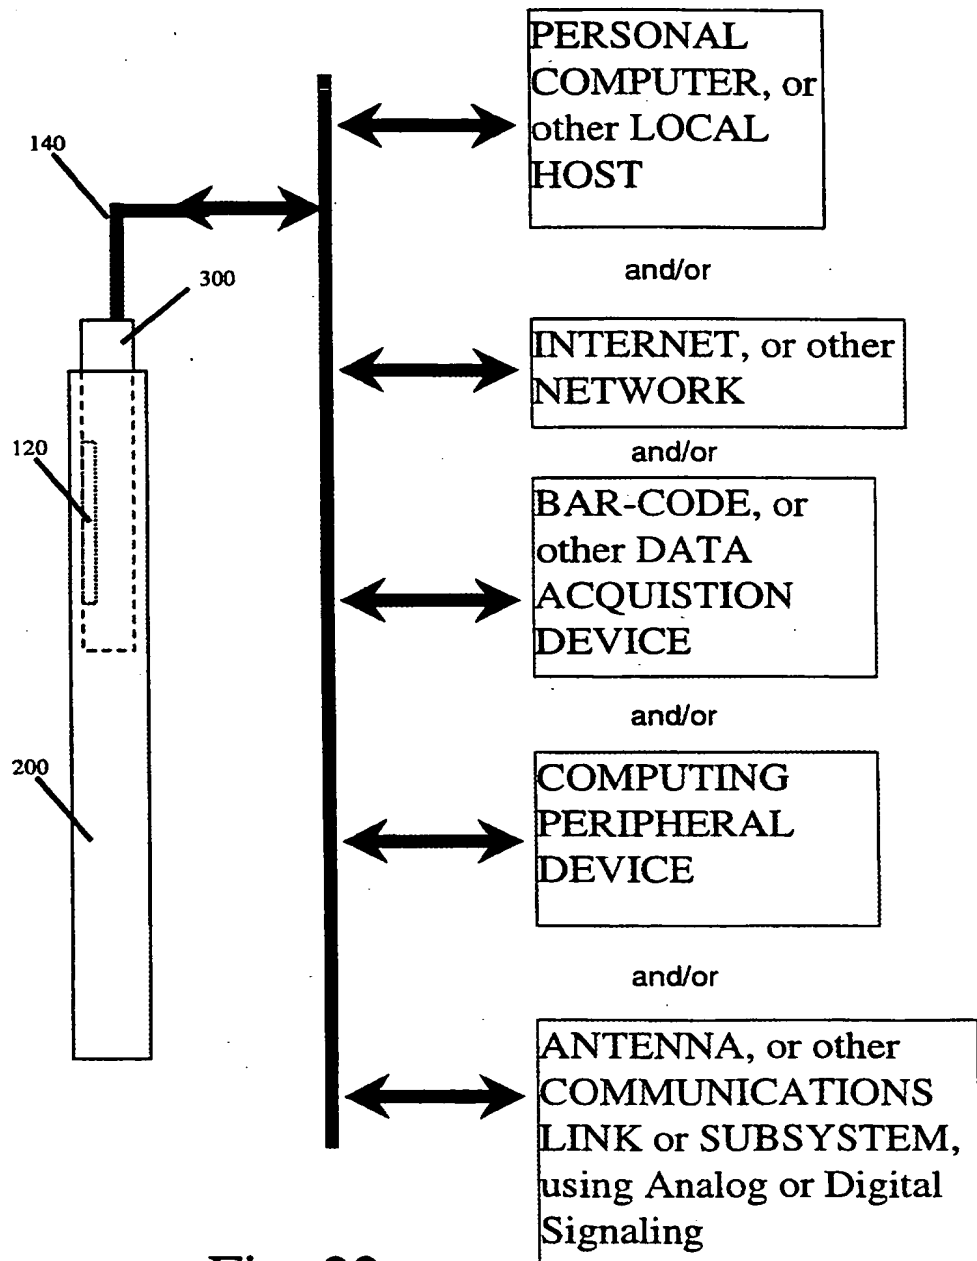 PERSONAL
COMPUTER, or
other LOCAL
HOST
140
and/or
300
INTERNET, or other
NETWORK
and/or
120
BAR-CODE, or
other DATA
ACQUISTION
DEVICE
and/or
200
COMPUTING
PERIPHERAL
DEVICE
and/or
ANTENNA, or other
COMMUNICATIONS
LINK or SUBSYSTEM,
using Analog or Digital
Signaling